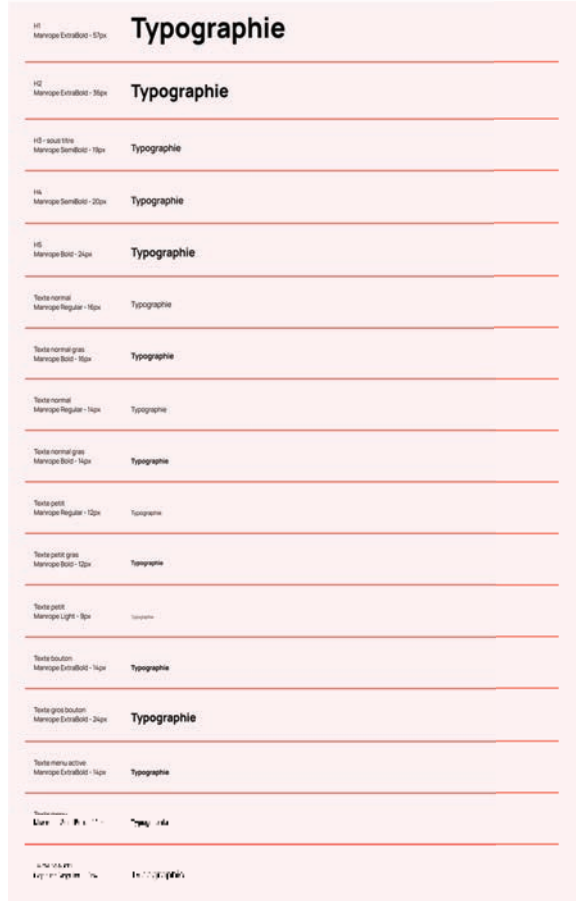 H1
Manrope ExtraBold - 57px
Typographie
H2
Manrope ExtraBold - 36px
Typographie
H3 - sous titre
Manrope SemiBold - 19px
Typographie
H4
Manrope SemiBold - 20px
Typographie
H5
Manrope Bold - 24px
Typographie
Texte normal
Manrope Regular - 16px
Typographie
Texte normal gras
Manrope Bold - 16px
Typographie
Texte normal
Manrope Regular - 14px
Typographie
Texte normal gras
Manrope Bold - 14px
Typographie
Texte petit
Manrope Regular - 12px
Typographie
Texte petit gras
Manrope Bold - 12px
Typographie
Texte petit
Manrope Light - 9px
Typographie
Texte bouton
Manrope ExtraBold - 14px
Typographie
Texte gros bouton
Manrope ExtraBold - 24px
Typographie
Texte menu active
Manrope ExtraBold - 14px
Typographie